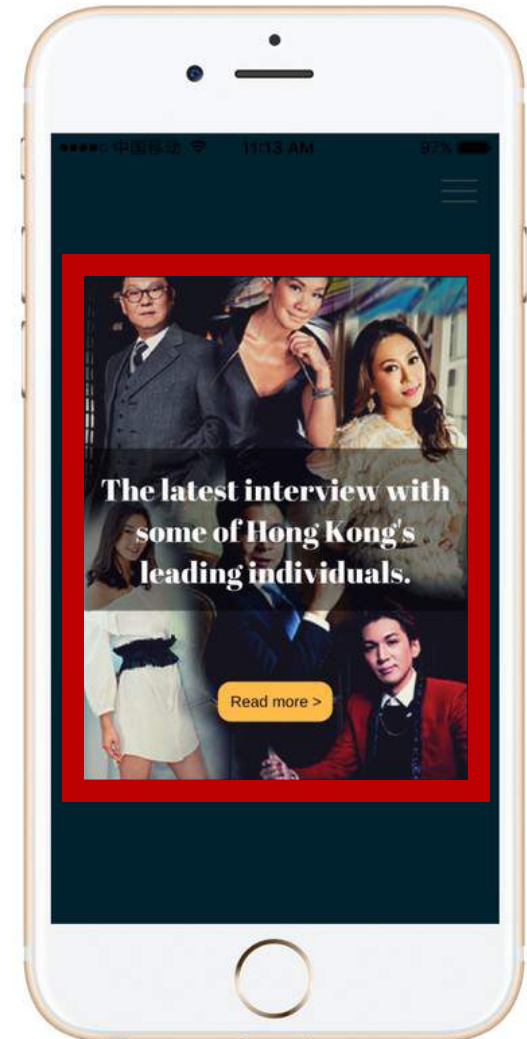 中国移动 11:13 AM 97%
The latest interview with
some of Hong Kong's
leading individuals.
Read more >